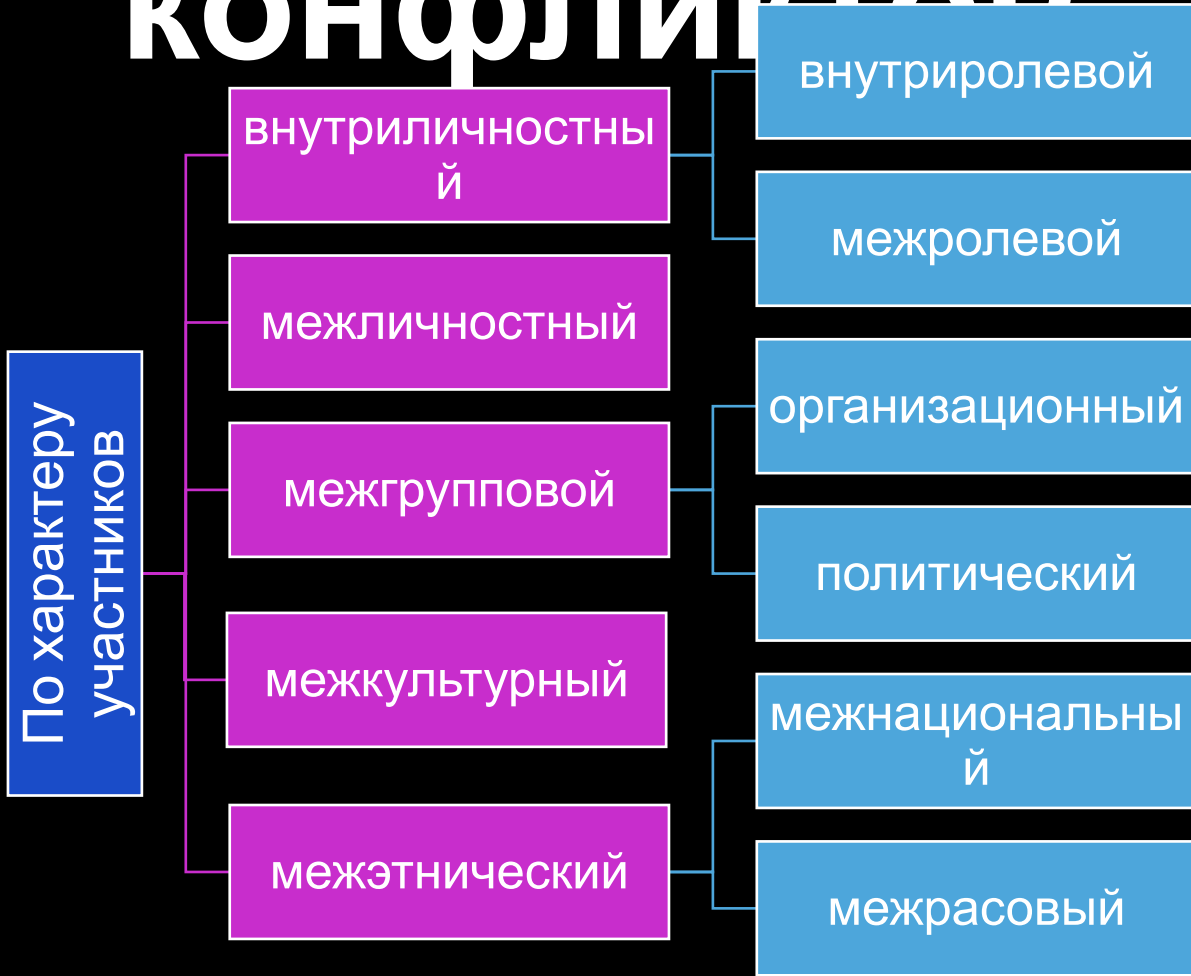 внутриличностны
й
межличностный
межгрупповой
межкультурный
межэтнический
По характеру
участников
внутриролевой
межролевой
организационный
политический
межнациональны
й
межрасовый